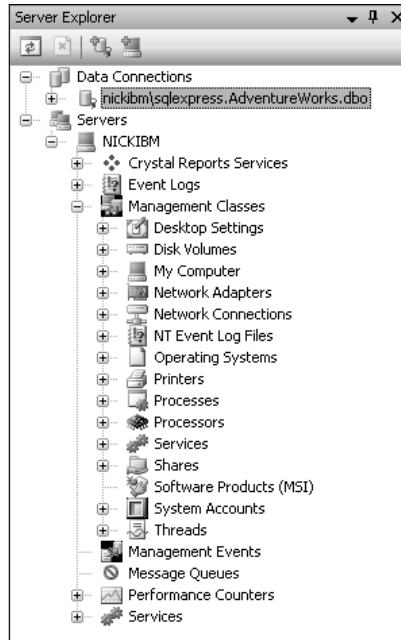 Server Explorer
Data Connections
nickibm\sqlexpress.AdventureWorks.dbo
Servers
NICKIBM
Crystal Reports Services
Event Logs
Management Classes
Desktop Settings
Disk Volumes
My Computer
Network Adapters
Network Connections
NT Event Log Files
Operating Systems
Printers
Processes
Processors
Services
Shares
Software Products (MSI)
System Accounts
Threads
Management Events
Message Queues
Performance Counters
Services